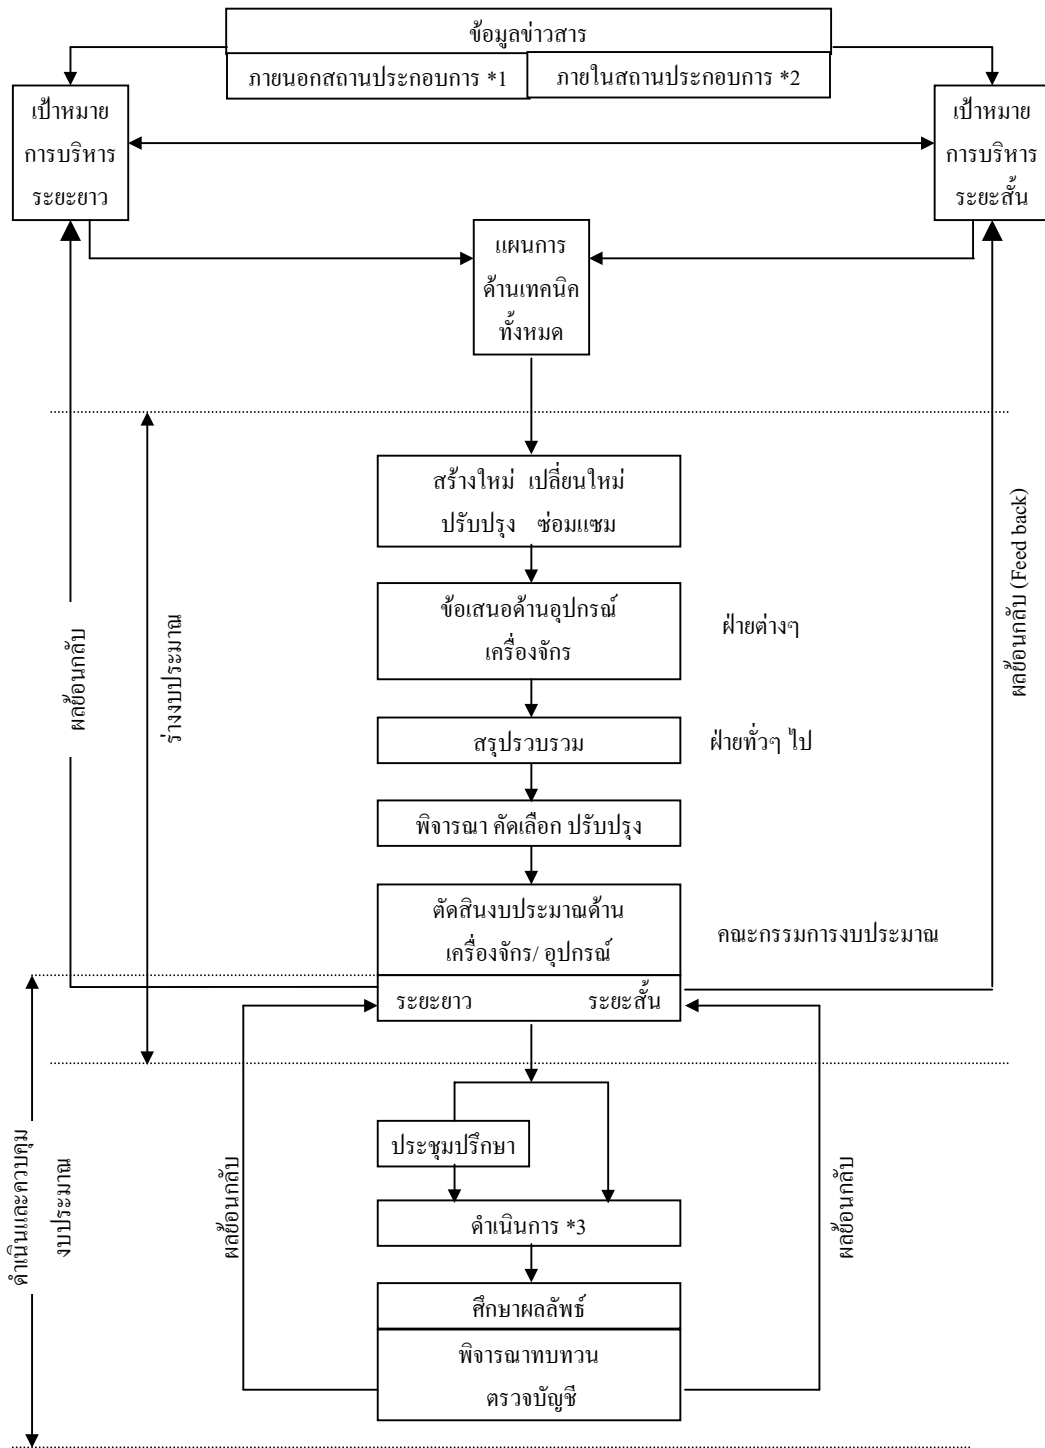 ข้อมูลข่าวสาร
ภายนอกสถานประกอบการ *1
ภายในสถานประกอบการ *2
เป้าหมาย
การบริหาร
ระยะยาว
เป้าหมาย
การบริหาร
ระยะสั้น
แผนการ
ด้านเทคนิค
ทั้งหมด
สร้างใหม่ เปลี่ยนใหม่
ปรับปรุง ซ่อมแซม
ข้อเสนอด้านอุปกรณ์
เครื่องจักร
ฝ่ายต่างๆ
ผลย้อนกลับ
ร่างงบประมาณ
ผลย้อนกลับ (Feed back)
สรุปรวบรวม
ฝ่ายทั่วๆ ไป
พิจารณา คัดเลือก ปรับปรุง
ตัดสินงบประมาณด้าน
เครื่องจักร/ อุปกรณ์
คณะกรรมการงบประมาณ
ระยะยาว
ระยะสั้น
ดำเนินและควบคุม
งบประมาณ
ผลย้อนกลับ
ประชุมปรึกษา
ผลย้อนกลับ
ดำเนินการ *3
ศึกษาผลลัพธ์
พิจารณาทบทวน
ตรวจบัญชี